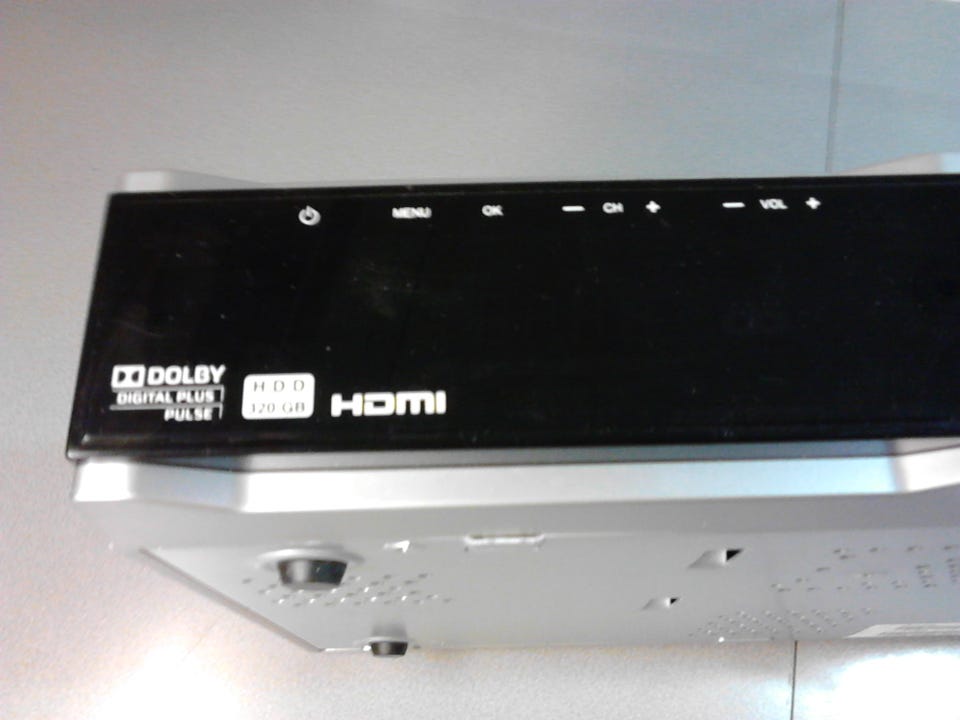 MENU OK — CH + — VOL +
DOLBY
DIGITAL PLUS
PULSE
HDD
320 GB
HDMI